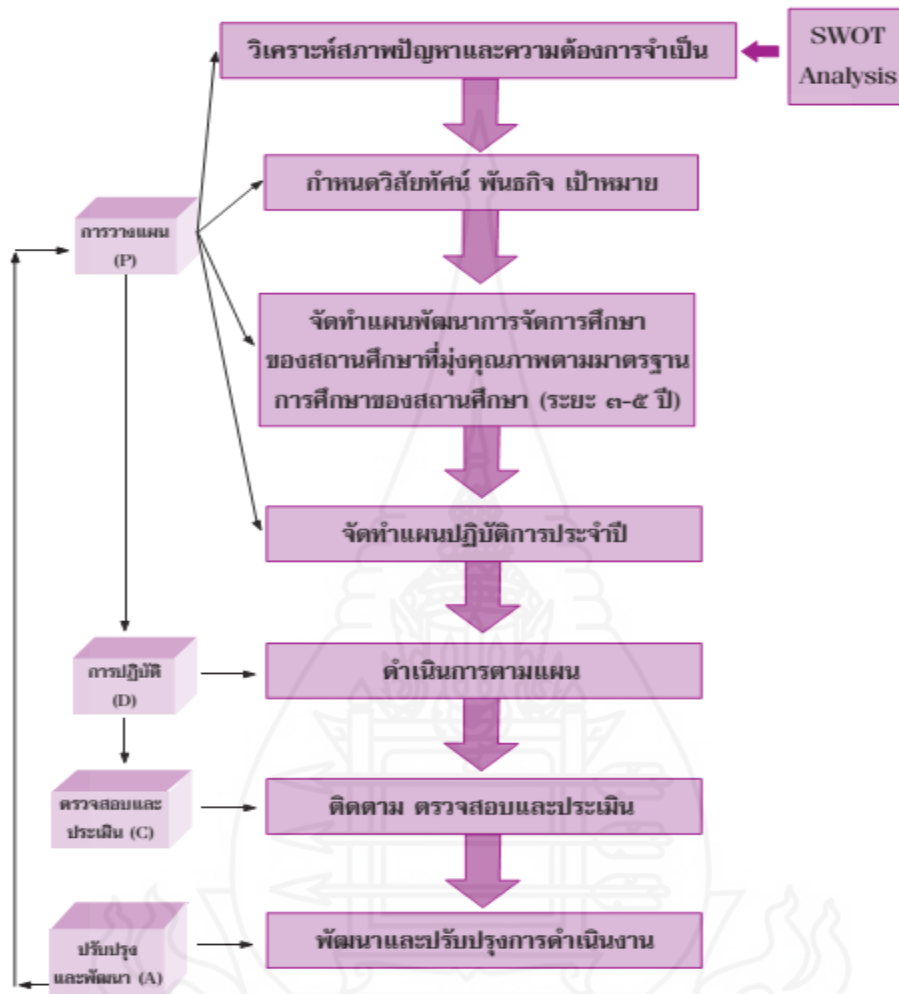 วิเคราะห์สภาพปัญหาและความต้องการจำเป็น
SWOT
Analysis
กำหนดวิสัยทัศน์ พันธกิจ เป้าหมาย
การวางแผน
(P)
จัดทำแผนพัฒนาการจัดการศึกษา
ของสถานศึกษาที่มุ่งคุณภาพตามมาตรฐาน
การศึกษาของสถานศึกษา (ระยะ ๓-๕ ปี)
จัดทำแผนปฏิบัติการประจำปี
การปฏิบัติ
(D)
ดำเนินการตามแผน
ตรวจสอบและ
ประเมิน (C)
ติดตาม ตรวจสอบและประเมิน
ปรับปรุง
และพัฒนา (A)
พัฒนาและปรับปรุงการดำเนินงาน